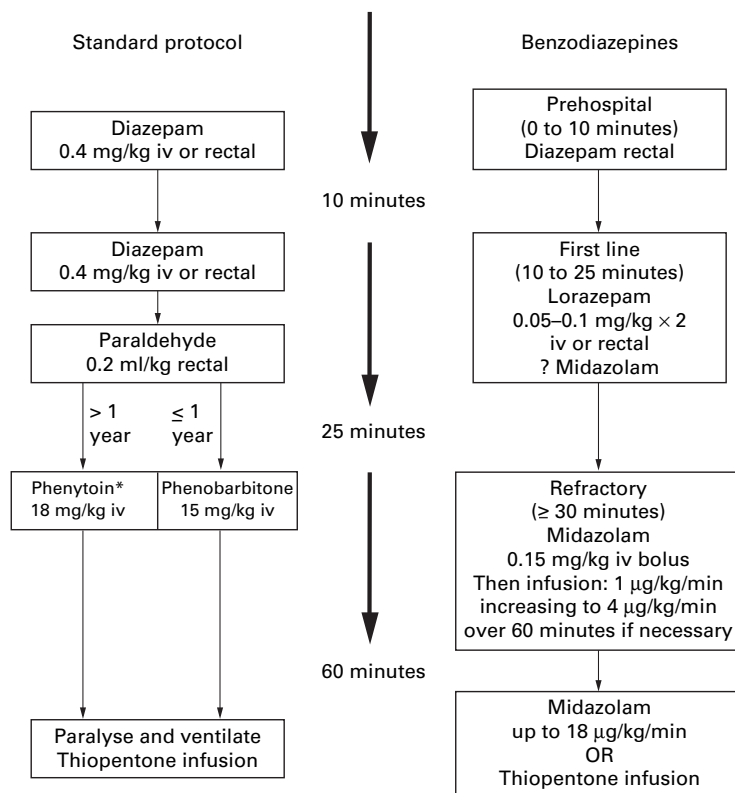 Standard protocol
Diazepam
0.4 mg/kg iv or rectal
Diazepam
0.4 mg/kg iv or rectal
Paraldehyde
0.2 ml/kg rectal
> 1
year
≤ 1
year
Phenytoin*
18 mg/kg iv
Phenobarbitone
15 mg/kg iv
Paralyse and ventilate
Thiopentone infusion
10 minutes
25 minutes
60 minutes
Benzodiazepines
Prehospital
(0 to 10 minutes)
Diazepam rectal
First line
(10 to 25 minutes)
Lorazepam
0.05–0.1 mg/kg × 2
iv or rectal
? Midazolam
Refractory
(≥ 30 minutes)
Midazolam
0.15 mg/kg iv bolus
Then infusion: 1 µg/kg/min
increasing to 4 µg/kg/min
over 60 minutes if necessary
Midazolam
up to 18 µg/kg/min
OR
Thiopentone infusion